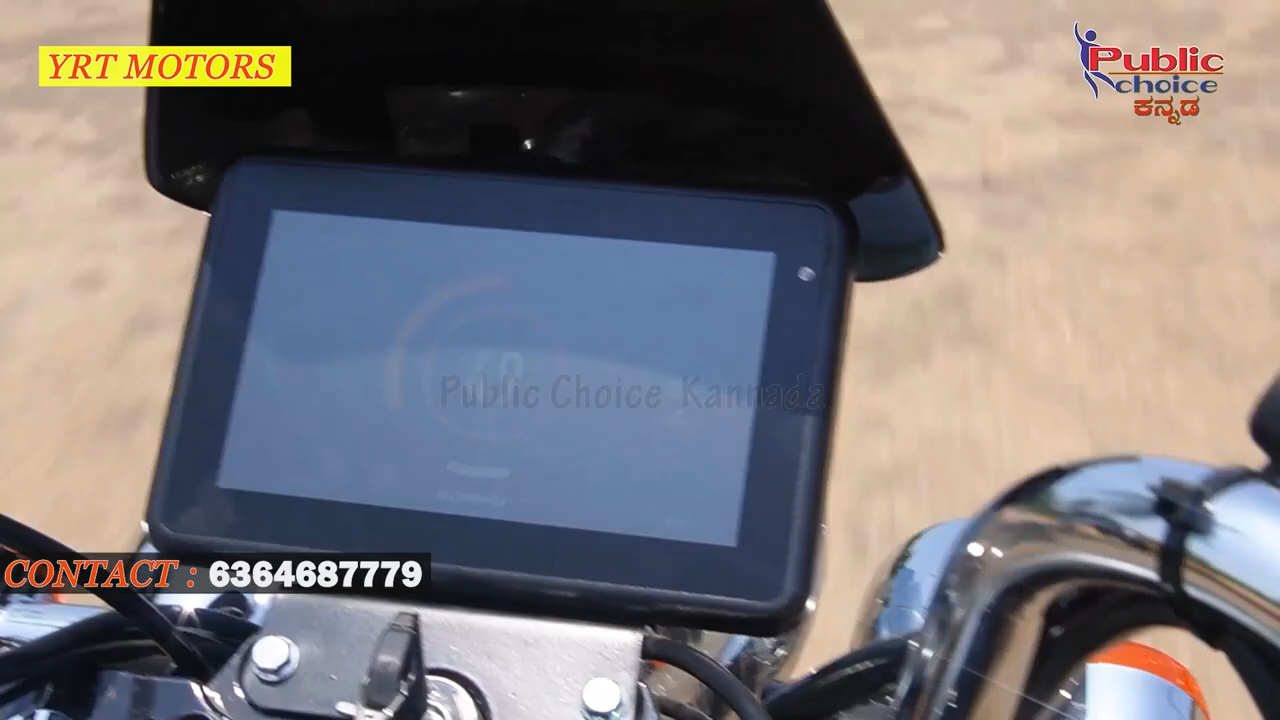 YRT MOTORS
Public
choice
ಕನ್ನಡ
Public Choice Kannada
CONTACT : 6364687779